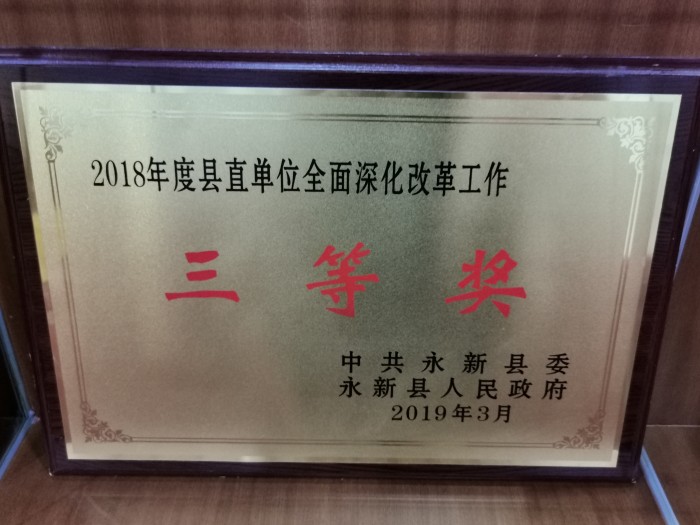 2018年度县直单位全面深化改革工作
三等奖
中共永新县委
永新县人民政府
2019年3月